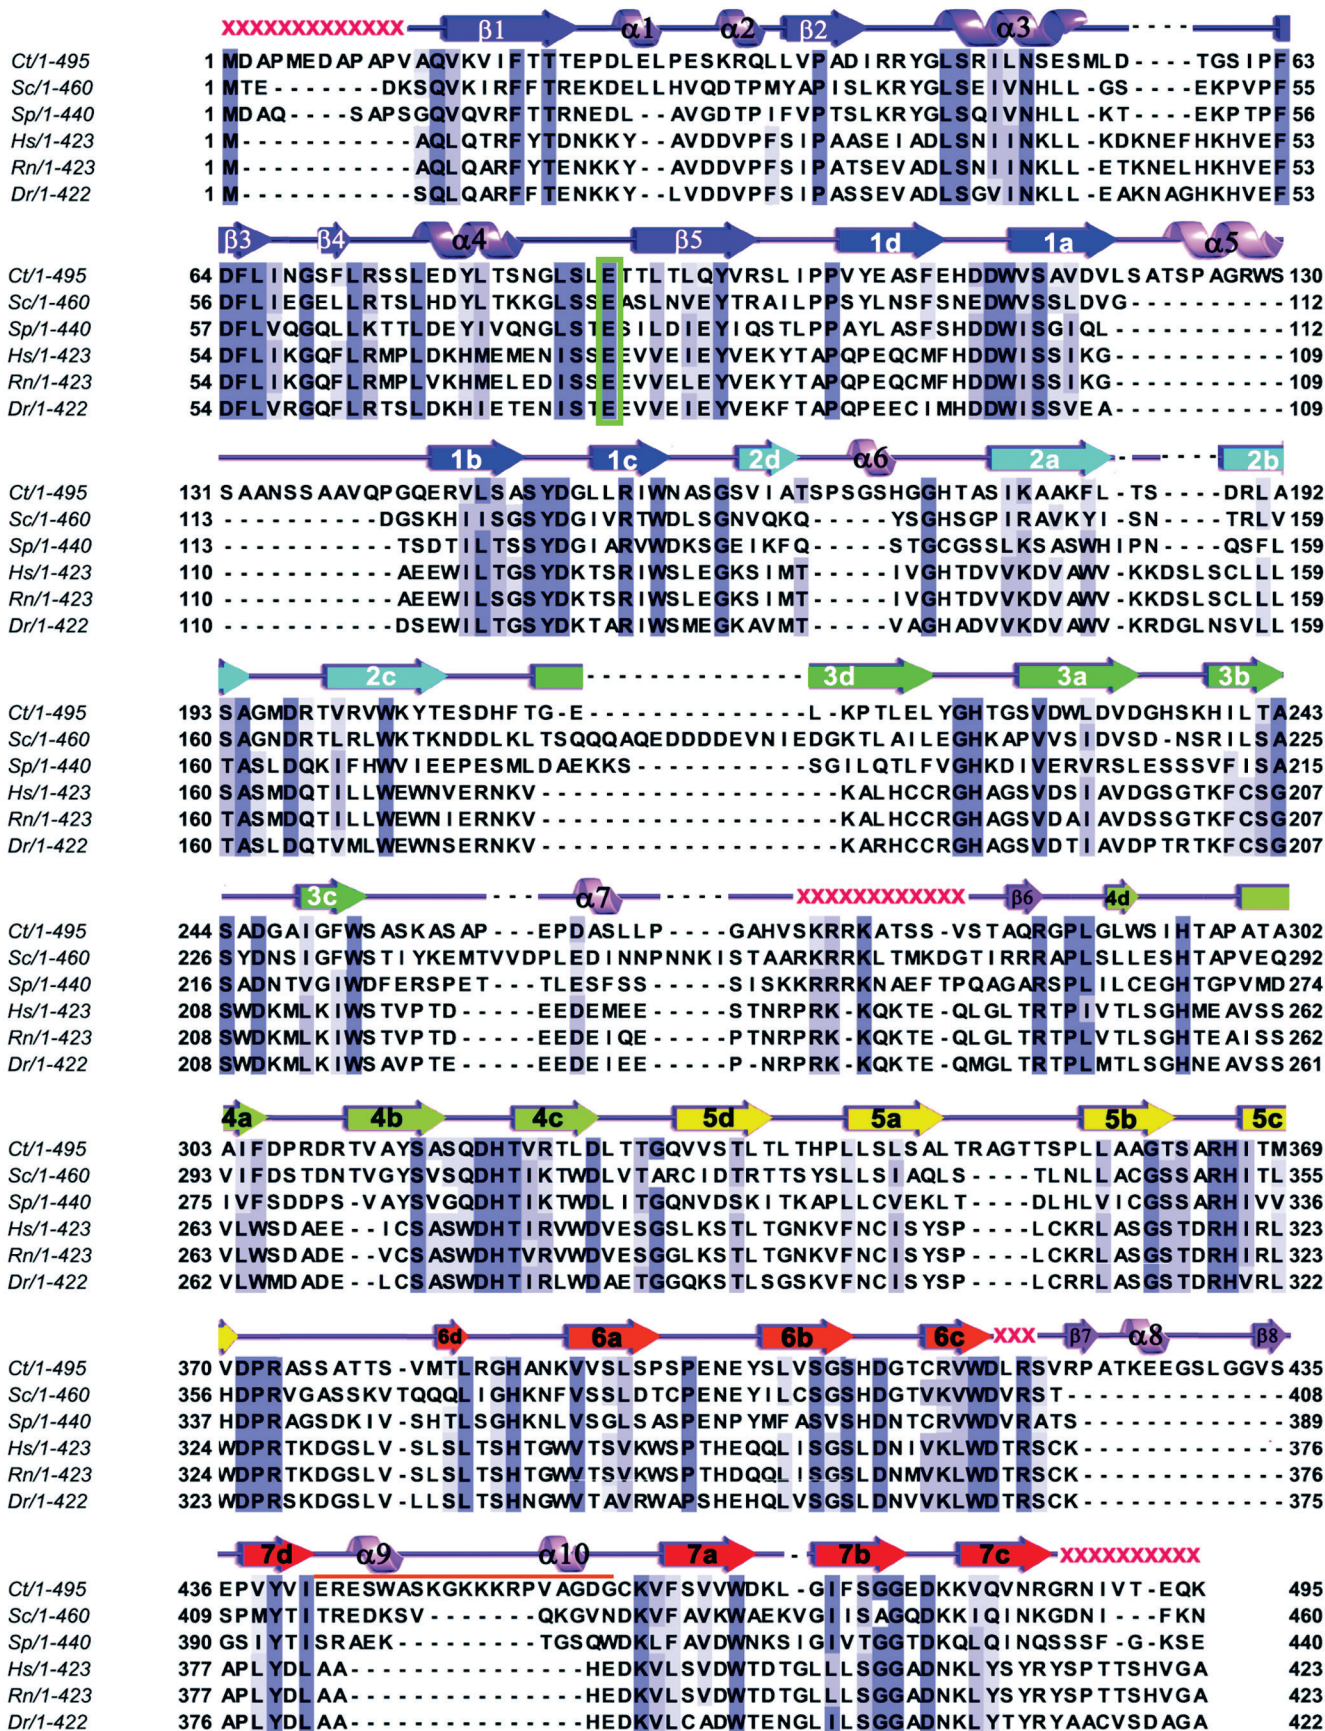 XXXXXXXXXXXXX β1 α1 α2 β2 α3 ----
Ct/1-495 1 MDAPMEDAPAPVAQVKVIFTTTEPDLELPESKRQLLVPADIRRYGLSRILNSESMLD----TGSIPF 63
Sc/1-460 1 MTE-------DKSQVKIRFFTREKDELLHVQDTPMYAPISLKRYGLSEIVNHLL-GS----EKPVPF 55
Sp/1-440 1 MDAQ----SAPSGQVQVRFTTRNEDL--AVGDTPIFVPTSLKRYGLSQIVNHLL-KT----EKPTPF 56
Hs/1-423 1 M-----------AQLQTRFYTDNKKY--AVDDVPFSIPAASEIADLSNIINKLL-KDKNEFHKHVEF 53
Rn/1-423 1 M-----------AQLQARFYTENKKY--AVDDVPFSIPATSEVADLSNIINKLL-ETKNELHKHVEF 53
Dr/1-422 1 M-----------SQLQARFFTENKKY--LVDDVPFSIPASSEVADLSGVINKLL-EAKNAGHKHVEF 53
β3 β4 α4 β5 1d 1a α5
Ct/1-495 64 DFLINGSFLRSSLEDYLTSNGLSLETTLTLQYVRSLIPPVYEASFEHDDWVSAVDVLSATSPAGRWS 130
Sc/1-460 56 DFLIEGELLRTSLHDYLTKKGLSSEASLNVEYTRAILPPSYLNSFSNEDWVSSLDVG---------- 112
Sp/1-440 57 DFLVQGQLLKTTLDEYIVQNGLSTESILDIEYIQSTLPPAYLASFSHDDWISGIQL----------- 112
Hs/1-423 54 DFLIKGQFLRMPLDKHMEMENISSEEVVEIEYVEKYTAPQPEQCMFHDDWISSIKG----------- 109
Rn/1-423 54 DFLIKGQFLRMPLVKHMELEDISSEEVVELEYVEKYTAPQPEQCMFHDDWISSIKG----------- 109
Dr/1-422 54 DFLVRGQFLRTSLDKHIETENISTEEVVEIEYVEKFTAPQPEECIMHDDWISSVEA----------- 109
1b 1c 2d α6 2a - ---- 2b
Ct/1-495 131 SAANSSAAVQPGQERVLSASYDGLLRIWNASGSVIATSPSGSHGGHTASIKAAKFL-TS----DRLA 192
Sc/1-460 113 ----------DGSKHIISGSYDGIVRTWDLSGNVQKQ-----YSGHSGPIRAVKYI-SN----TRLV 159
Sp/1-440 113 -----------TSDTILTSSYDGIARVWDKSGEIKFQ-----STGCGSSLKSASWHIPN----QSFL 159
Hs/1-423 110 -----------AEEWILTGSYDKTSRIWSLEGKSIMT-----IVGHTDVVKDVAWV-KKDSLSCLLL 159
Rn/1-423 110 -----------AEEWILSGSYDKTSRIWSLEGKSIMT-----IVGHTDVVKDVAWV-KKDSLSCLLL 159
Dr/1-422 110 -----------DSEWILTGSYDKTARIWSMEGKAVMT-----VAGHADVVKDVAWV-KRDGLNSVLL 159
2c -------------- 3d 3a 3b
Ct/1-495 193 SAGMDRTVRVWKYTESDHFTG-E--------------L-KPTLELYGHTGSVDWLDVDGHSKHILTA 243
Sc/1-460 160 SAGNDRTLRLWKTKNDDLKLTSQQQAQEDDDDEVNIEDGKTLAILEGHKAPVVSIDVSD-NSRILSA 225
Sp/1-440 160 TASLDQKIFHWVIEEPESMLDAEKKS-----------SGILQTLFVGHKDIVERVRSLESSSVFISA 215
Hs/1-423 160 SASMDQTILLWEWNVERNKV-------------------KALHCCRGHAGSVDSIAVDGSGTKFCSG 207
Rn/1-423 160 TASMDQTILLWEWNIERNKV-------------------KALHCCRGHAGSVDAIAVDSSGTKFCSG 207
Dr/1-422 160 TASLDQTVMLWEWNSERNKV-------------------KARHCCRGHAGSVDTIAVDPTRTKFCSG 207
3c --- α7 ---- XXXXXXXXXXXX β6 4d
Ct/1-495 244 SADGAIGFWSASKASAP---EPDASLLP----GAHVSKRRKATSS-VSTAQRGPLGLWSIHTAPATA 302
Sc/1-460 226 SYDNSIGFWSTIYKEMTVVDPLEDINNPNNKISTAARKRRKLTMKDGTIRRRAPLSLLESHTAPVEQ 292
Sp/1-440 216 SADNTVGIWDFERSPET---TLESFSS-----SISKKRRRKNAEFTPQAGARSPLILCEGHTGPVMD 274
Hs/1-423 208 SWDKMLKIWSTVPTD-----EEDEMEE-----STNRPRK-KQKTE-QLGLTRTPIVTLSGHMEAVSS 262
Rn/1-423 208 SWDKMLKIWSTVPTD-----EEDEIQE-----PTNRPRK-KQKTE-QLGLTRTPLVTLSGHTEAISS 262
Dr/1-422 208 SWDKMLKIWSAVPTE-----EEDEIEE-----P-NRPRK-KQKTE-QMGLTRTPLMTLSGHNEAVSS 261
4a 4b 4c 5d 5a 5b 5c
Ct/1-495 303 AIFDPRDRTVAYSASQDHTVRTLDLTTGQVVSTLTLTHPLLSLSALTRAGTTSPLLAAGTSARHITM 369
Sc/1-460 293 VIFDSTDNTVGYSVSQDHTIKTWDLVTARCIDTRTTSYSLLSIAQLS----TLNLLACGSSARHITL 355
Sp/1-440 275 IVFSDDPS-VAYSVGQDHTIKTWDLITGQNVDSKITKAPLLCVEKLT----DLHLVICGSSARHIVV 336
Hs/1-423 263 VLWSDAEE--ICSASWDHTIRVWDVESGSLKSTLTGNKVFNCISYSP----LCKRLASGSTDRHIRL 323
Rn/1-423 263 VLWSDADE--VCSASWDHTVRVWDVESGGLKSTLTGNKVFNCISYSP----LCKRLASGSTDRHIRL 323
Dr/1-422 262 VLWMDADE--LCSASWDHTIRLWDAETGGQKSTLSGSKVFNCISYSP----LCRRLASGSTDRHVRL 322
6d 6a 6b 6c XXX β7 α8 β8
Ct/1-495 370 VDPRASSATTS-VMTLRGHANKVVSLSPSPENEYSLVSGSHDGTCRVWDLRSVRPATKEEGSLGGVS 435
Sc/1-460 356 HDPRVGASSKVTQQQLIGHKNFVSSLDTCPENEYILCSGSHDGTVKVWDVRST-------------- 408
Sp/1-440 337 HDPRAGSDKIV-SHTLSGHKNLVSGLSASPENPYMFASVSHDNTCRVWDVRATS------------- 389
Hs/1-423 324 WDPRTKDGSLV-SLSLTSHTGWVTSVKWSPTHEQQLISGSLDNIVKLWDTRSCK------------- 376
Rn/1-423 324 WDPRTKDGSLV-SLSLTSHTGWVTSVKWSPTHDQQLISGSLDNMVKLWDTRSCK------------- 376
Dr/1-422 323 WDPRSKDGSLV-LLSLTSHNGWVTAVRWAPSHEHQLVSGSLDNVVKLWDTRSCK------------- 375
7d α9 α10 7a - 7b 7c XXXXXXXXXX
Ct/1-495 436 EPVYVIERESWASKGKKKRPVAGDGCKVFSVVWDKL-GIFSGGEDKKVQVNRGRNIVT-EQK 495
Sc/1-460 409 SPMYTITREDKSV-------QKGVNDKVFAVKWAEKVGIISAGQDKKIQINKGDNI---FKN 460
Sp/1-440 390 GSIYTISRAEK---------TGSQWDKLFAVDWNKSIGIVTGGTDKQLQINQSSSF-G-KSE 440
Hs/1-423 377 APLYDLAA---------------HEDKVLSVDWTDTGLLLSGGADNKLYSYRYSPTTSHVGA 423
Rn/1-423 377 APLYDLAA---------------HEDKVLSVDWTDTGLLLSGGADNKLYSYRYSPTTSHVGA 423
Dr/1-422 376 APLYDLAA---------------HEDKVLCADWTENGLILSGGADNKLYTYRYAACVSDAGA 422